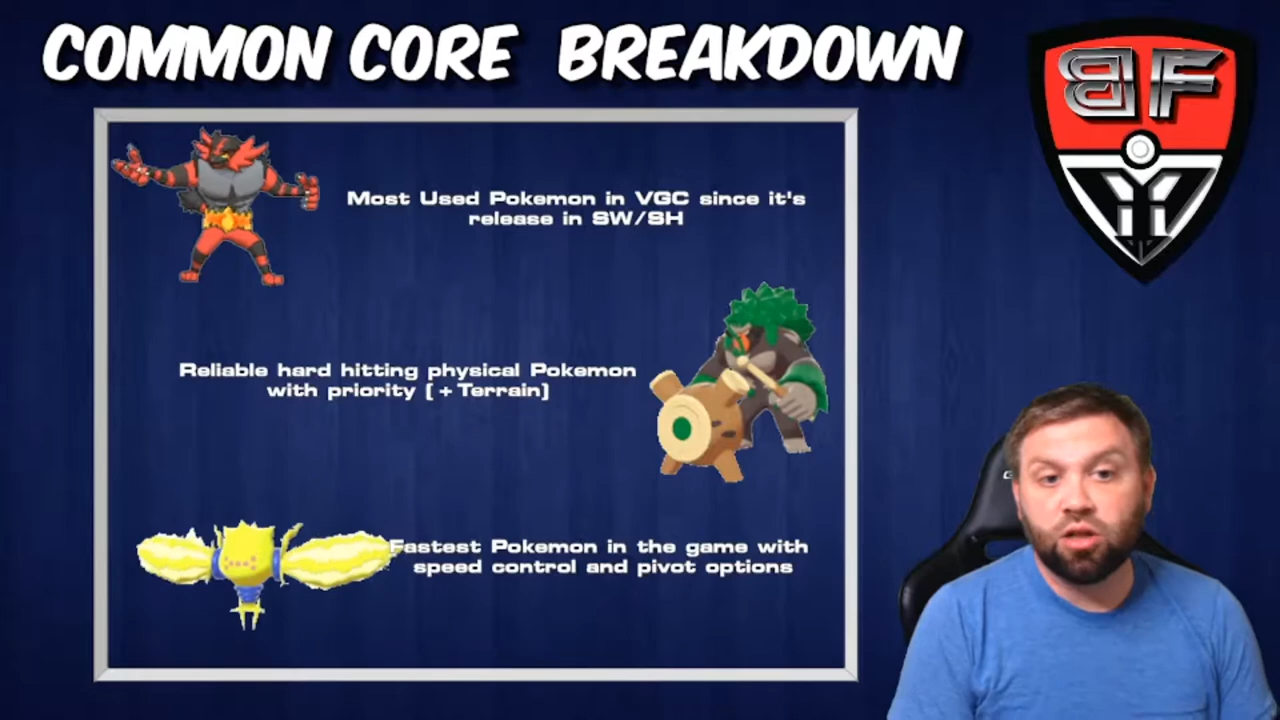 COMMON CORE BREAKDOWN
BF
Most Used Pokemon in VGC since it's
release in SW/SH
Reliable hard hitting physical Pokemon
with priority [+Terrain]
Fastest Pokemon in the game with
speed control and pivot options